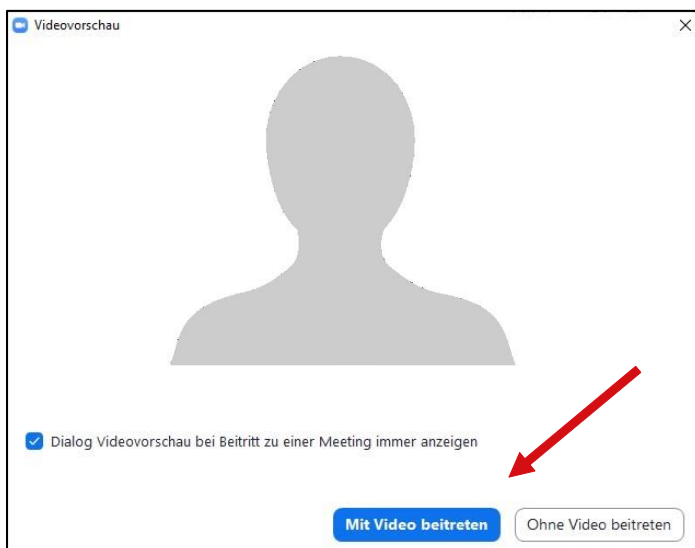 Videovorschau
Dialog Videovorschau bei Beitritt zu einer Meeting immer anzeigen
Mit Video beitreten Ohne Video beitreten